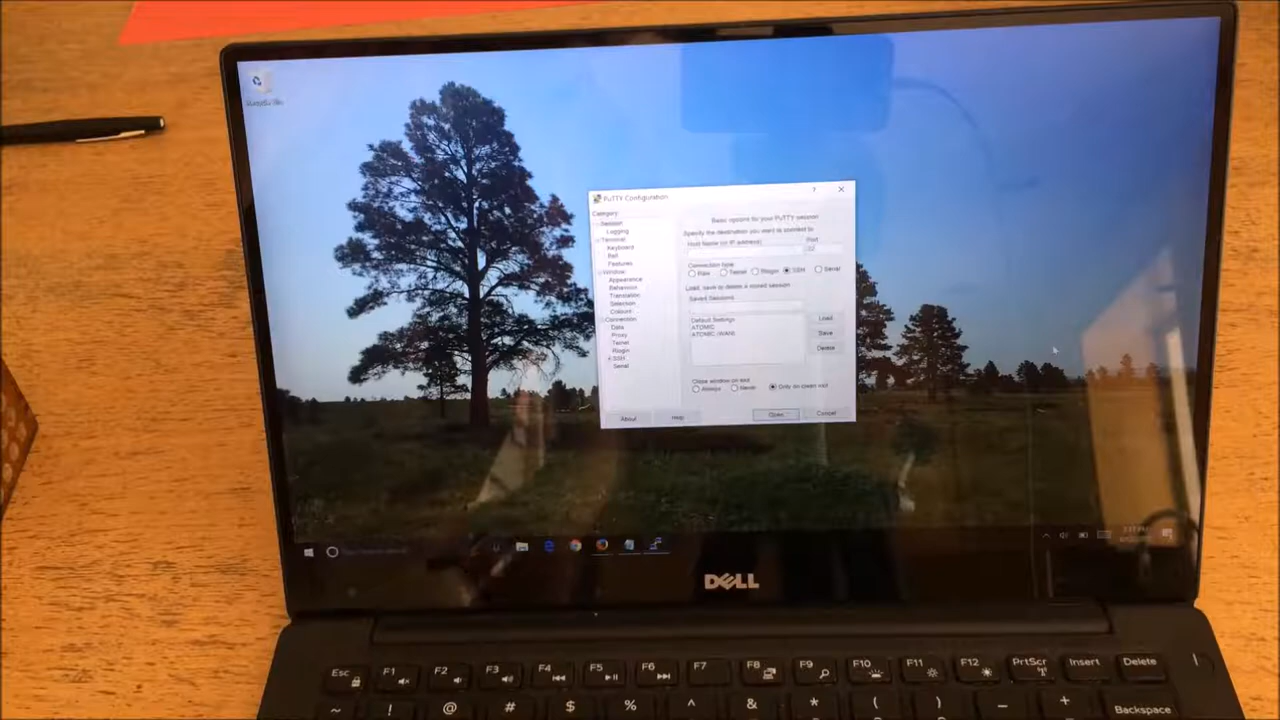 PuTTY Configuration
?
Category:
Session
Logging
Terminal
Keyboard
Bell
Features
Window
Appearance
Behaviour
Translation
Selection
Colours
Connection
Data
Proxy
Telnet
Rlogin
SSH
Serial
Basic options for your PuTTY session
Specify the destination you want to connect to
Host Name (or IP address) Port
22
Connection type:
Raw Telnet Rlogin SSH Serial
Load, save or delete a stored session
Saved Sessions
Default Settings
ATOMIC
ATOMIC (WAN)
Load
Save
Delete
Close window on exit
Always Never Only on clean exit
About Help Open Cancel
DELL
Esc F1 F2 F3 F4 F5 F6 F7 F8 F9 F10 F11 F12 PrtScr Insert Delete
~ ! @ # $ % ^ & * ( ) _ + Backspace